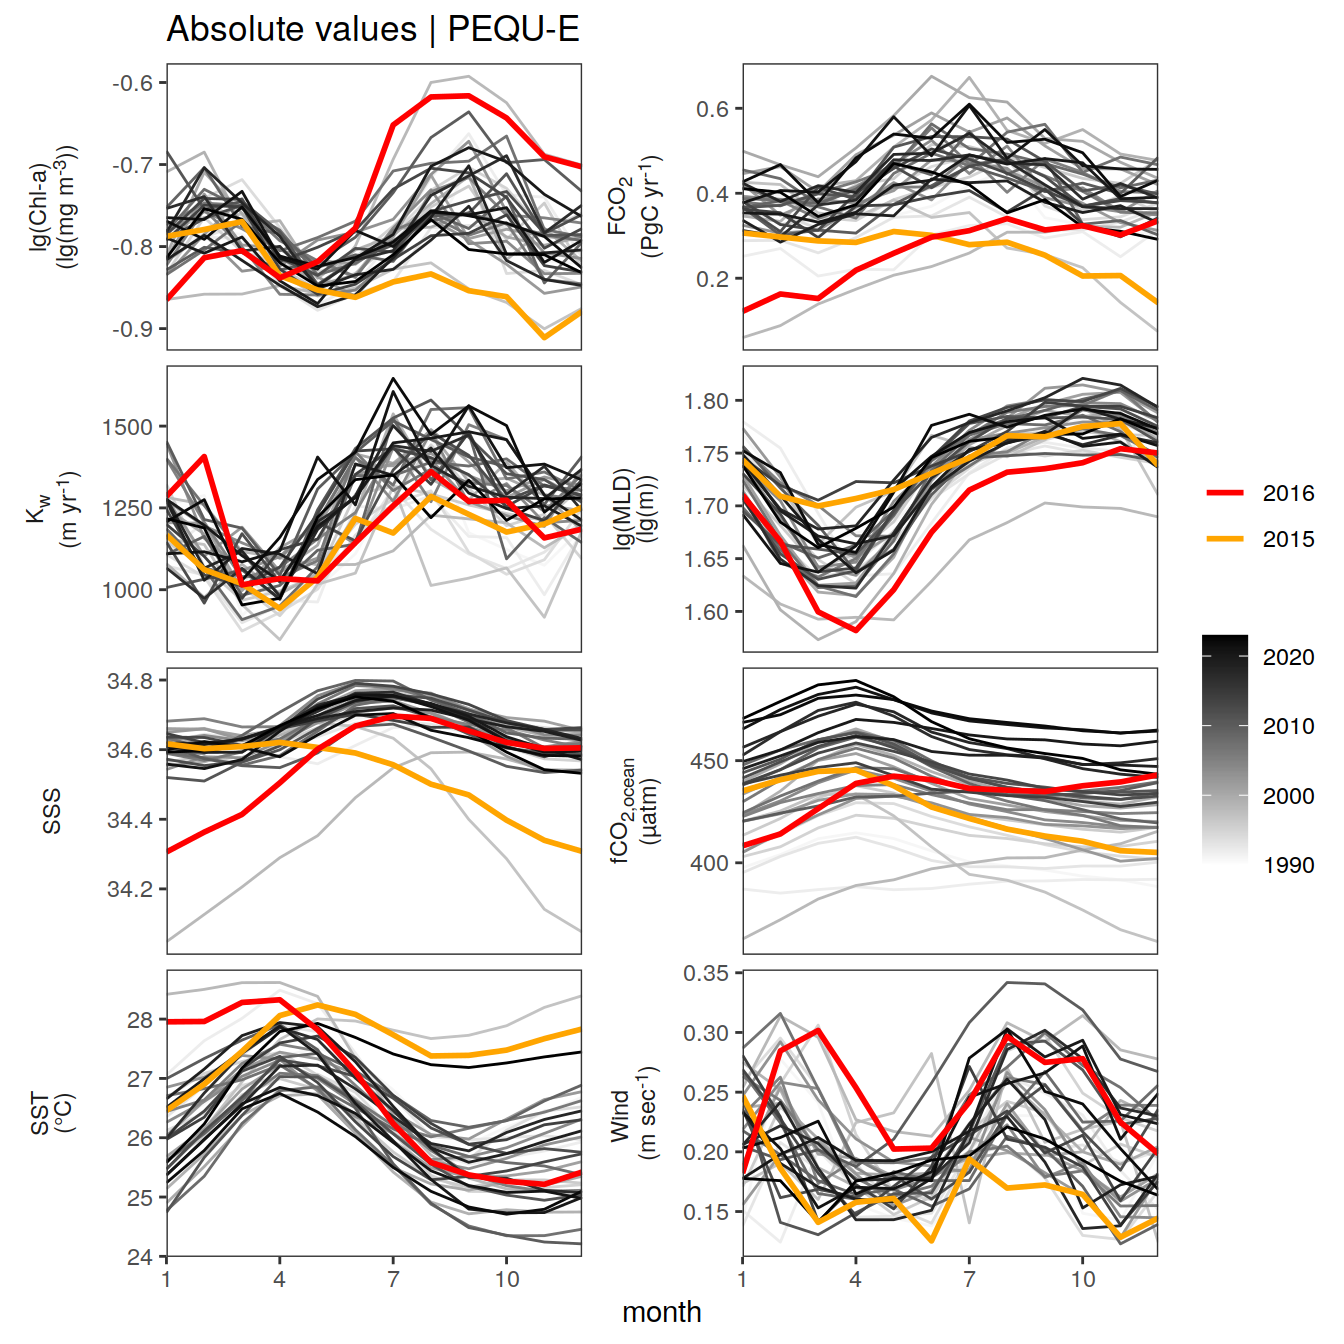 Absolute values | PEQU-E
lg(Chl-a)
(lg(mg m⁻³))
-0.6
-0.7
-0.8
-0.9
FCO₂
(PgC yr⁻¹)
0.6
0.4
0.2
K_w
(m yr⁻¹)
1500
1250
1000
lg(MLD)
(lg(m))
1.80
1.75
1.70
1.65
1.60
SSS
34.8
34.6
34.4
34.2
fCO₂,ocean
(µatm)
450
400
SST
(°C)
28
27
26
25
24
1 4 7 10
Wind
(m sec⁻¹)
0.35
0.30
0.25
0.20
0.15
1 4 7 10
month
2016
2015
2020
2010
2000
1990